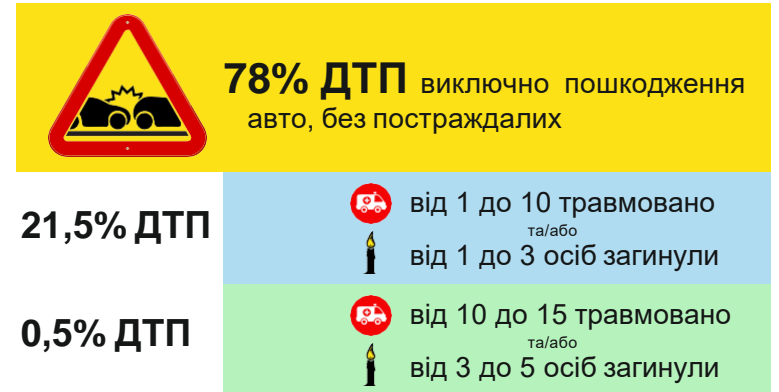 78% ДТП виключно пошкодження
авто, без постраждалих
21,5% ДТП
від 1 до 10 травмовано
та/або
від 1 до 3 осіб загинули
0,5% ДТП
від 10 до 15 травмовано
та/або
від 3 до 5 осіб загинули